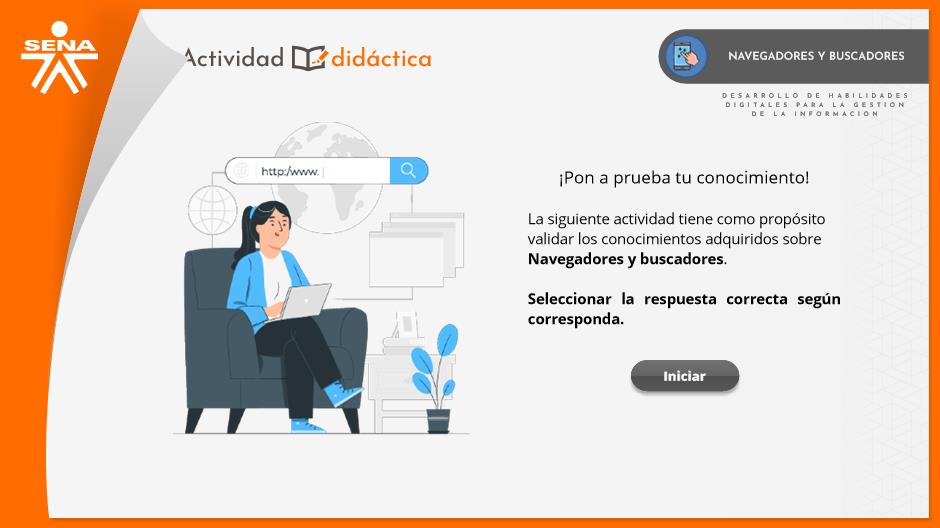 SENA
Actividad didáctica
NAVEGADORES Y BUSCADORES
DESARROLLO DE HABILIDADES
DIGITALES PARA LA GESTION
DE LA INFORMACION
http:/www.
¡Pon a prueba tu conocimiento!
La siguiente actividad tiene como propósito
validar los conocimientos adquiridos sobre
Navegadores y buscadores.
Seleccionar la respuesta correcta según
corresponda.
Iniciar